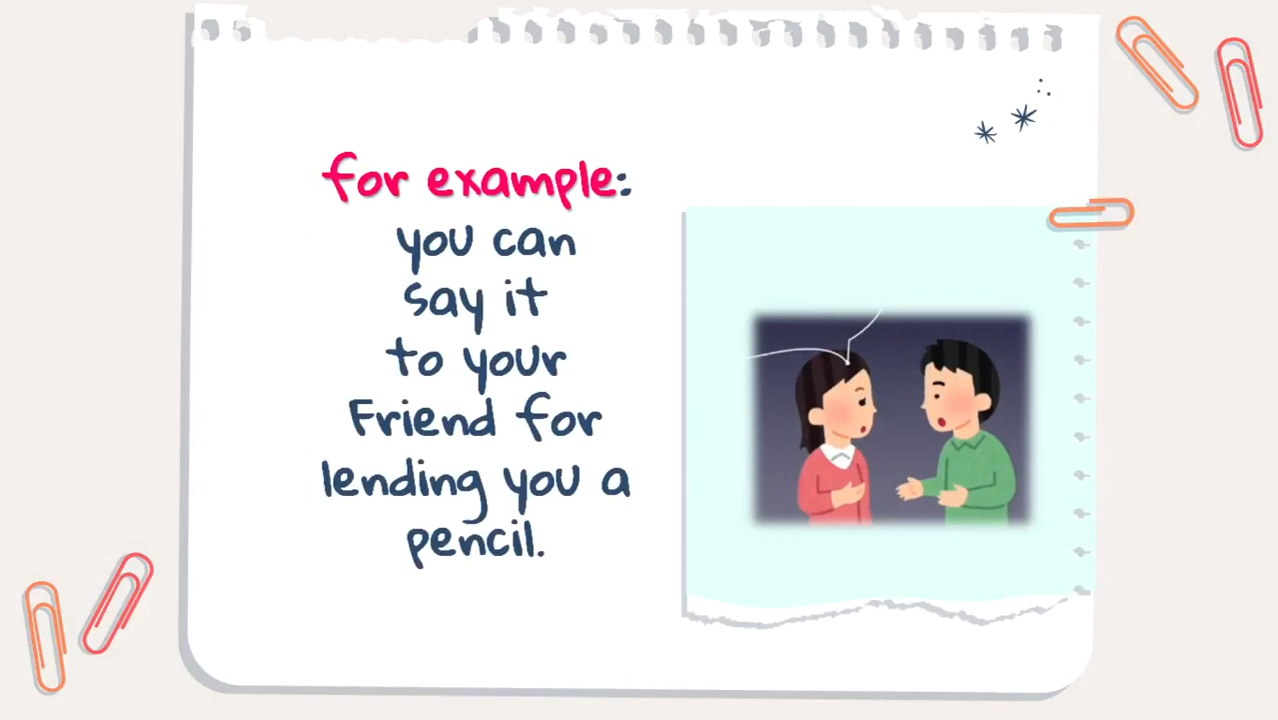 for example:
you can
say it
to your
Friend for
lending you a
pencil.